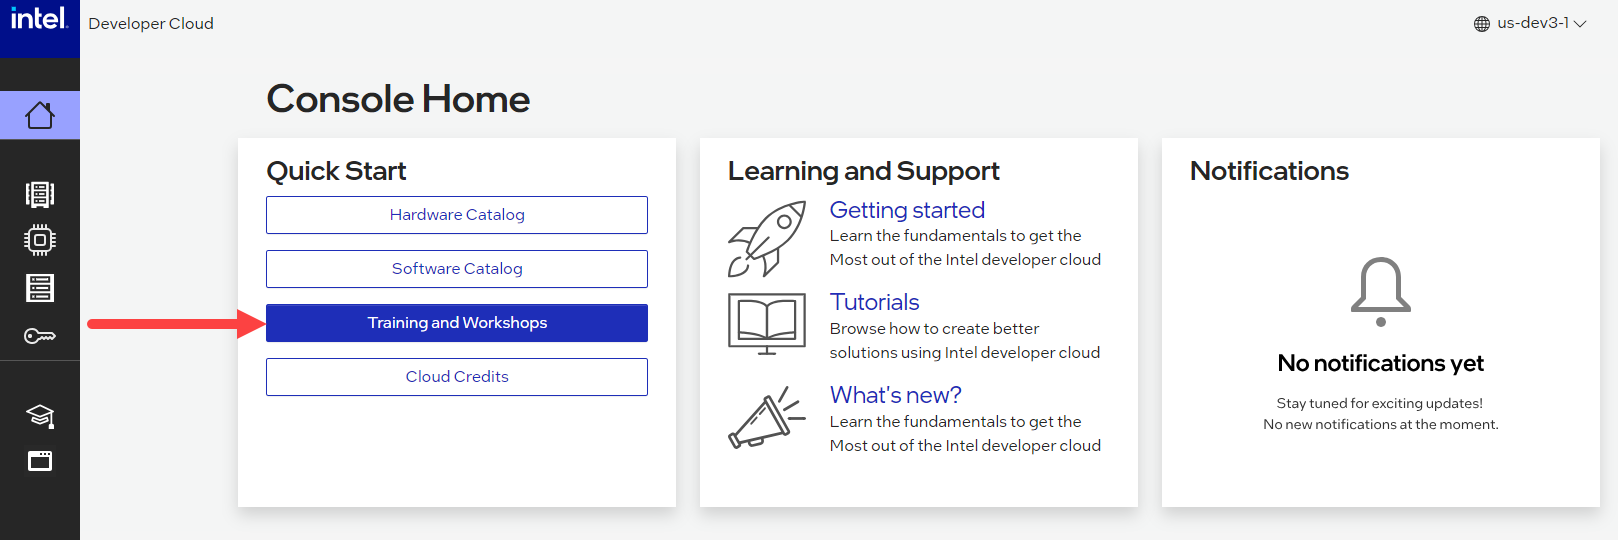 intel.
Developer Cloud
us-dev3-1
Console Home
Quick Start
Hardware Catalog
Software Catalog
Training and Workshops
Cloud Credits
Learning and Support
Getting started
Learn the fundamentals to get the
Most out of the Intel developer cloud
Tutorials
Browse how to create better
solutions using Intel developer cloud
What's new?
Learn the fundamentals to get the
Most out of the Intel developer cloud
Notifications
No notifications yet
Stay tuned for exciting updates!
No new notifications at the moment.